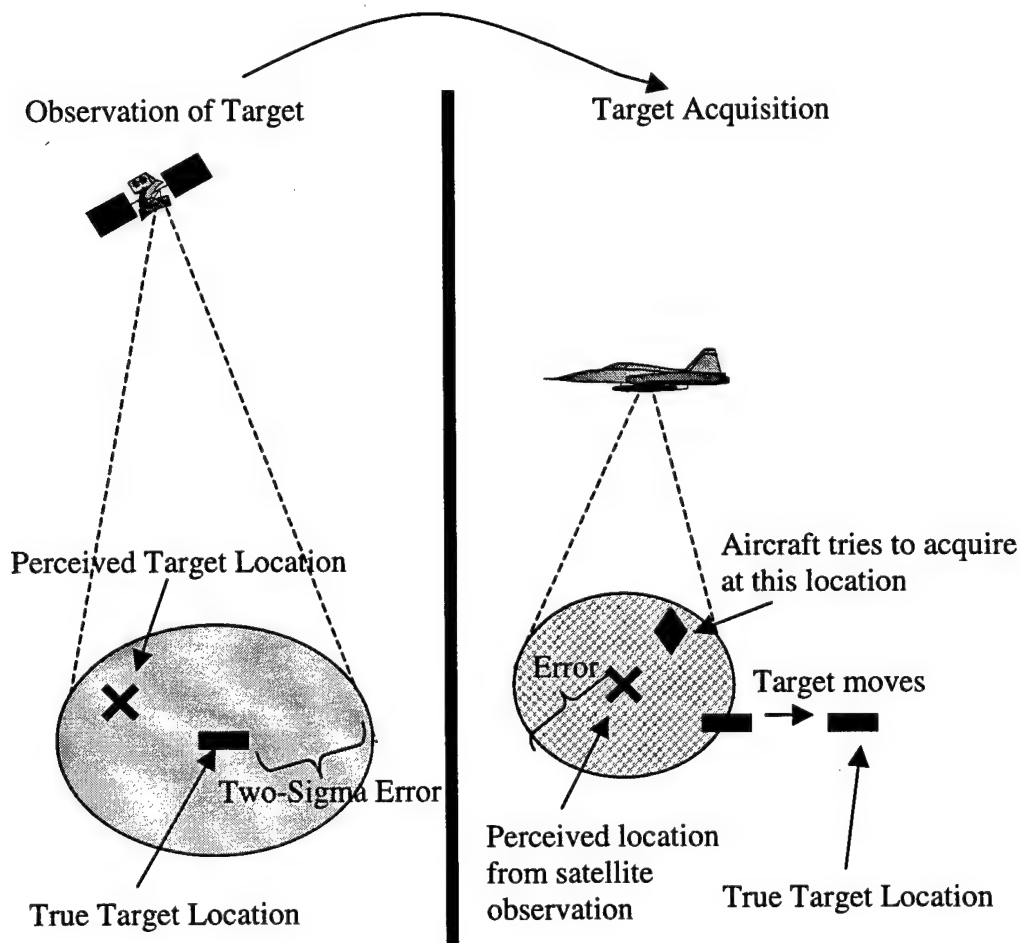 Observation of Target
Target Acquisition
Perceived Target Location
Two-Sigma Error
True Target Location
Aircraft tries to acquire
at this location
Error
Target moves
Perceived location
from satellite
observation
True Target Location